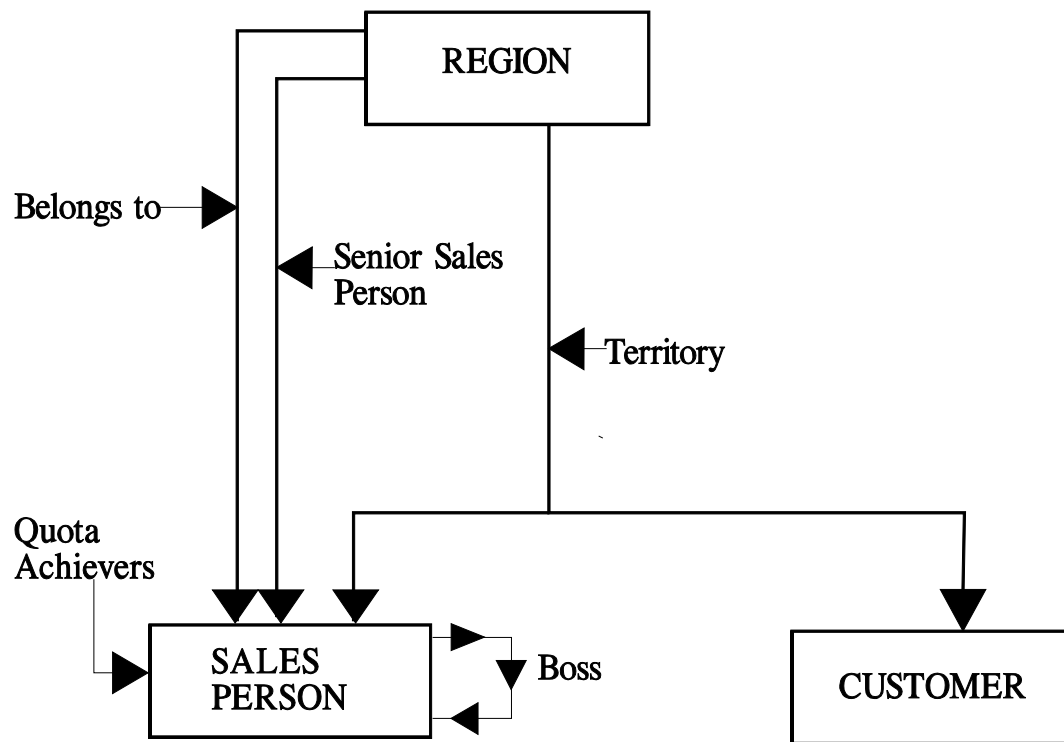 REGION
Belongs to
Senior Sales
Person
Territory
Quota
Achievers
SALES
PERSON
Boss
CUSTOMER